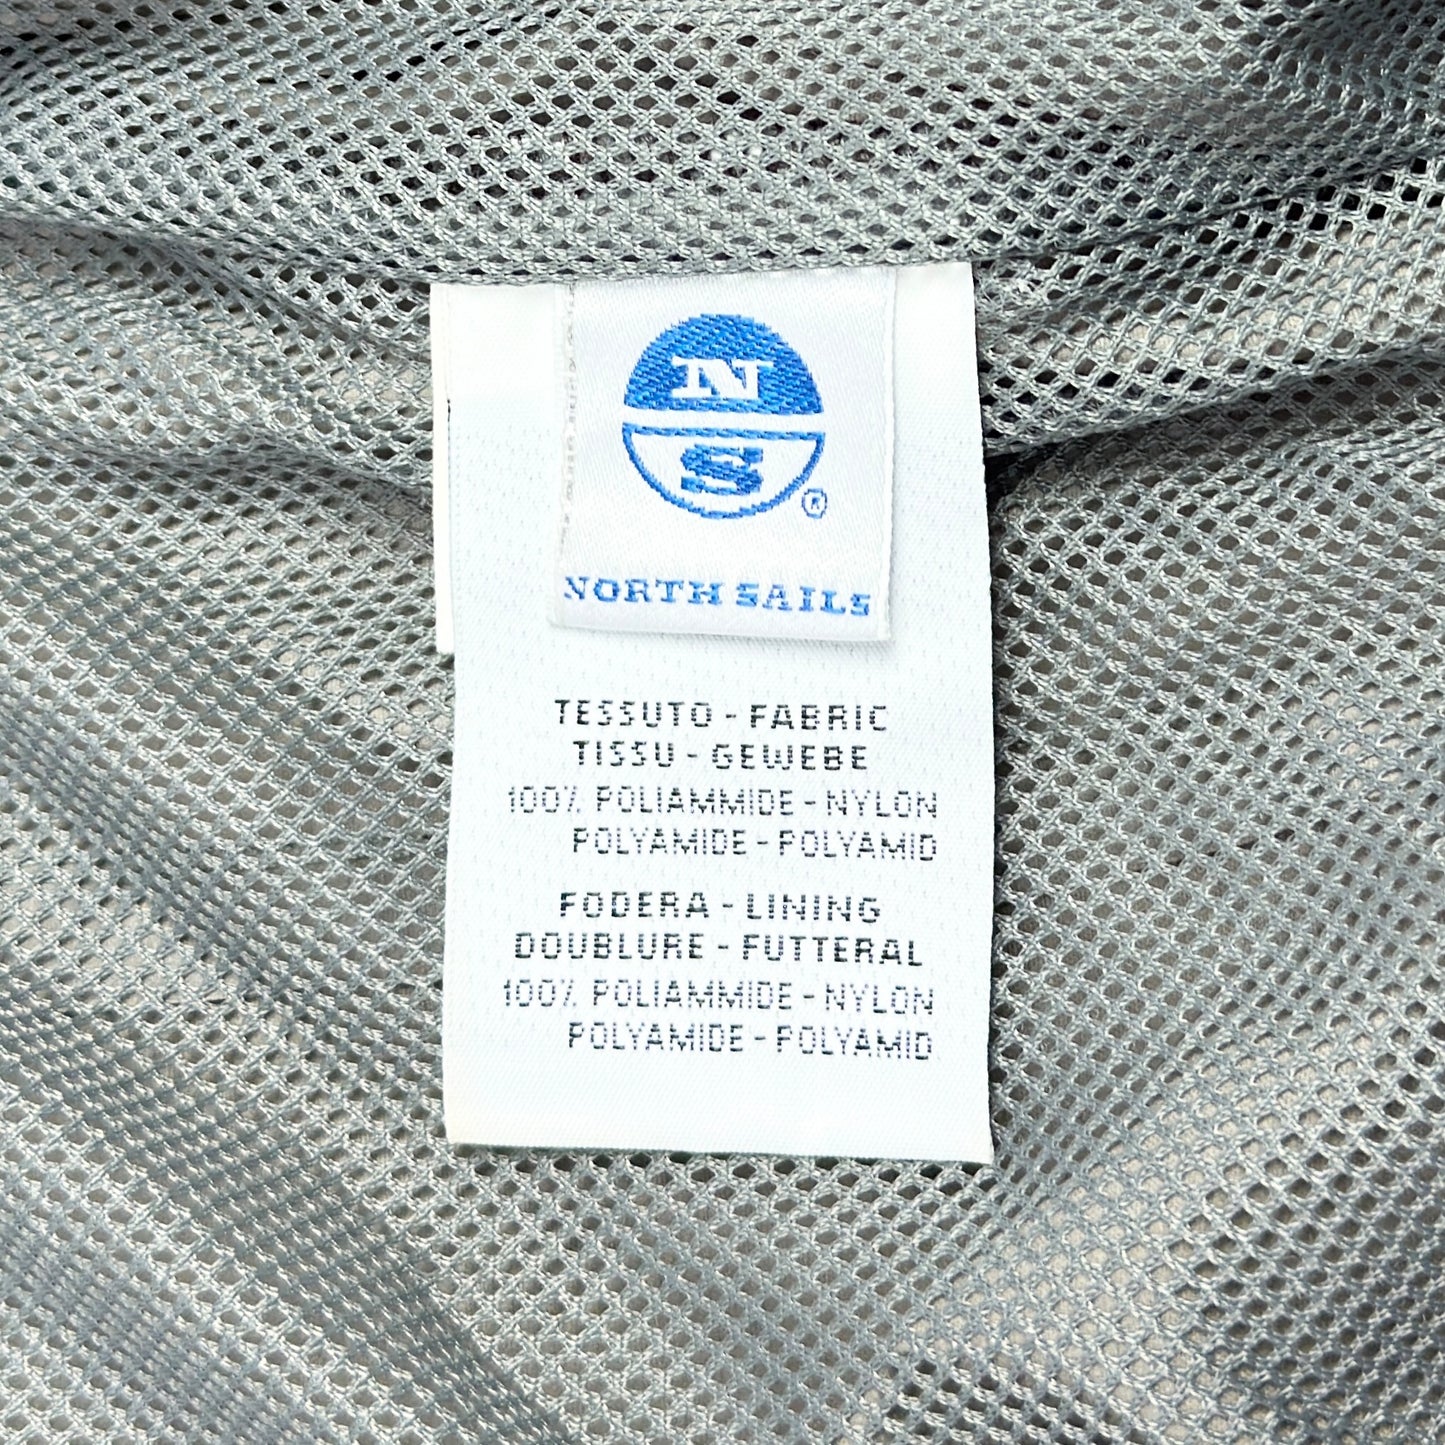 N
S®
NORTH SAILS
TESSUTO - FABRIC
TISSU - GEWEBE
100% POLIAMMIDE - NYLON
POLYAMIDE - POLYAMID
FODERA - LINING
DOUBLURE - FUTTERAL
100% POLIAMMIDE - NYLON
POLYAMIDE - POLYAMID